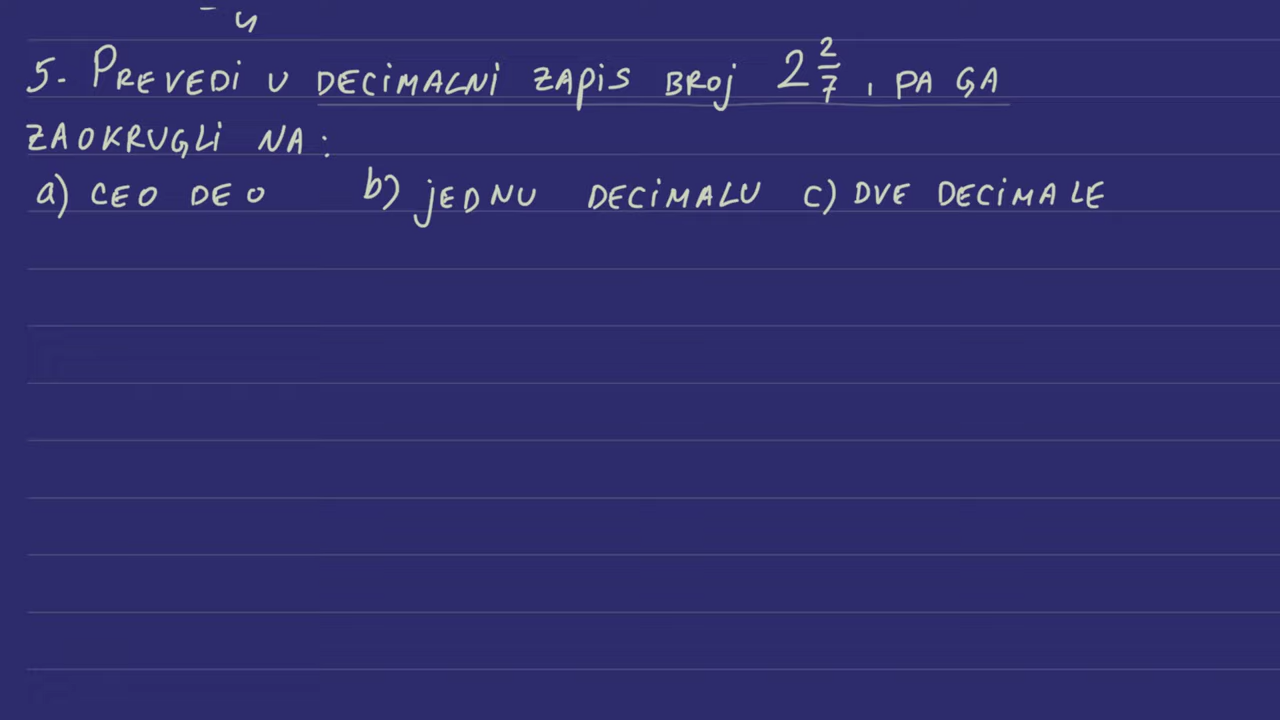 5. PREVEDI U DECIMALNI ZAPIS BROJ 2 2/7, PA GA
ZAOKRUGLI NA:
a) CEO DEO b) JEDNU DECIMALU c) DVE DECIMALE